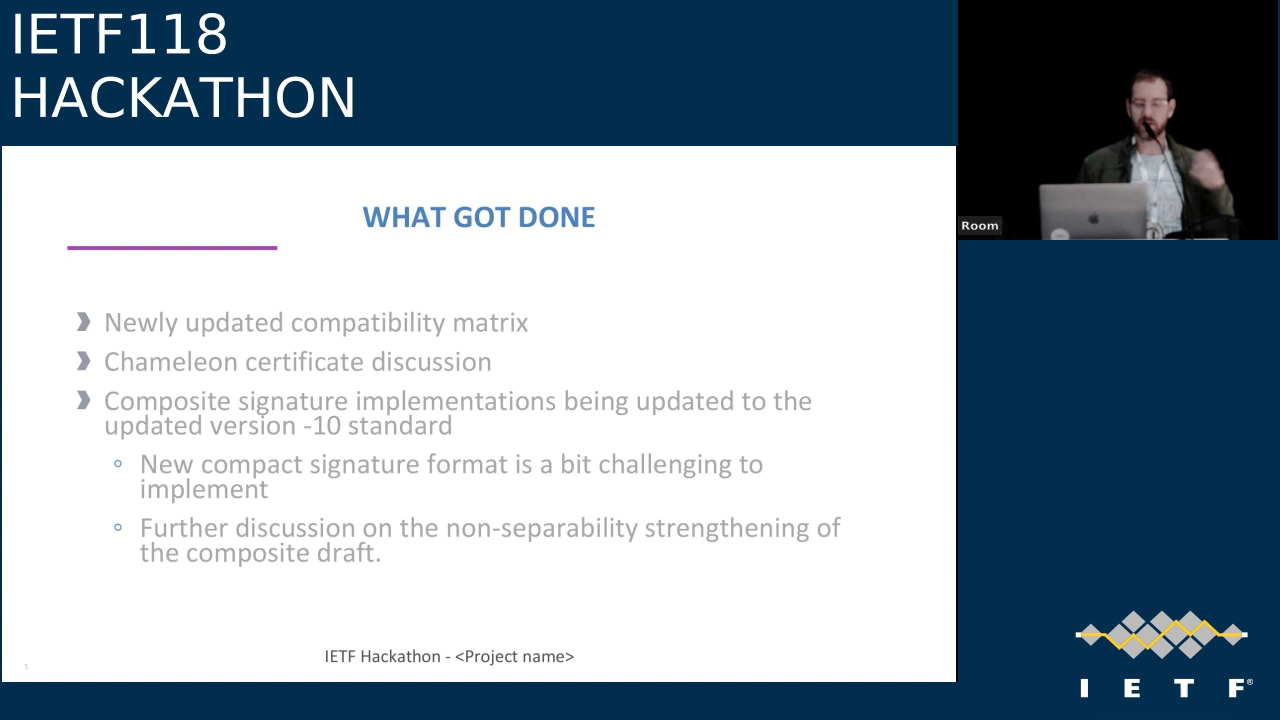 IETF118
HACKATHON
WHAT GOT DONE
Newly updated compatibility matrix
Chameleon certificate discussion
Composite signature implementations being updated to the
updated version -10 standard
New compact signature format is a bit challenging to
implement
Further discussion on the non-separability strengthening of
the composite draft.
IETF Hackathon - <Project name>
5
Room
I E T F®